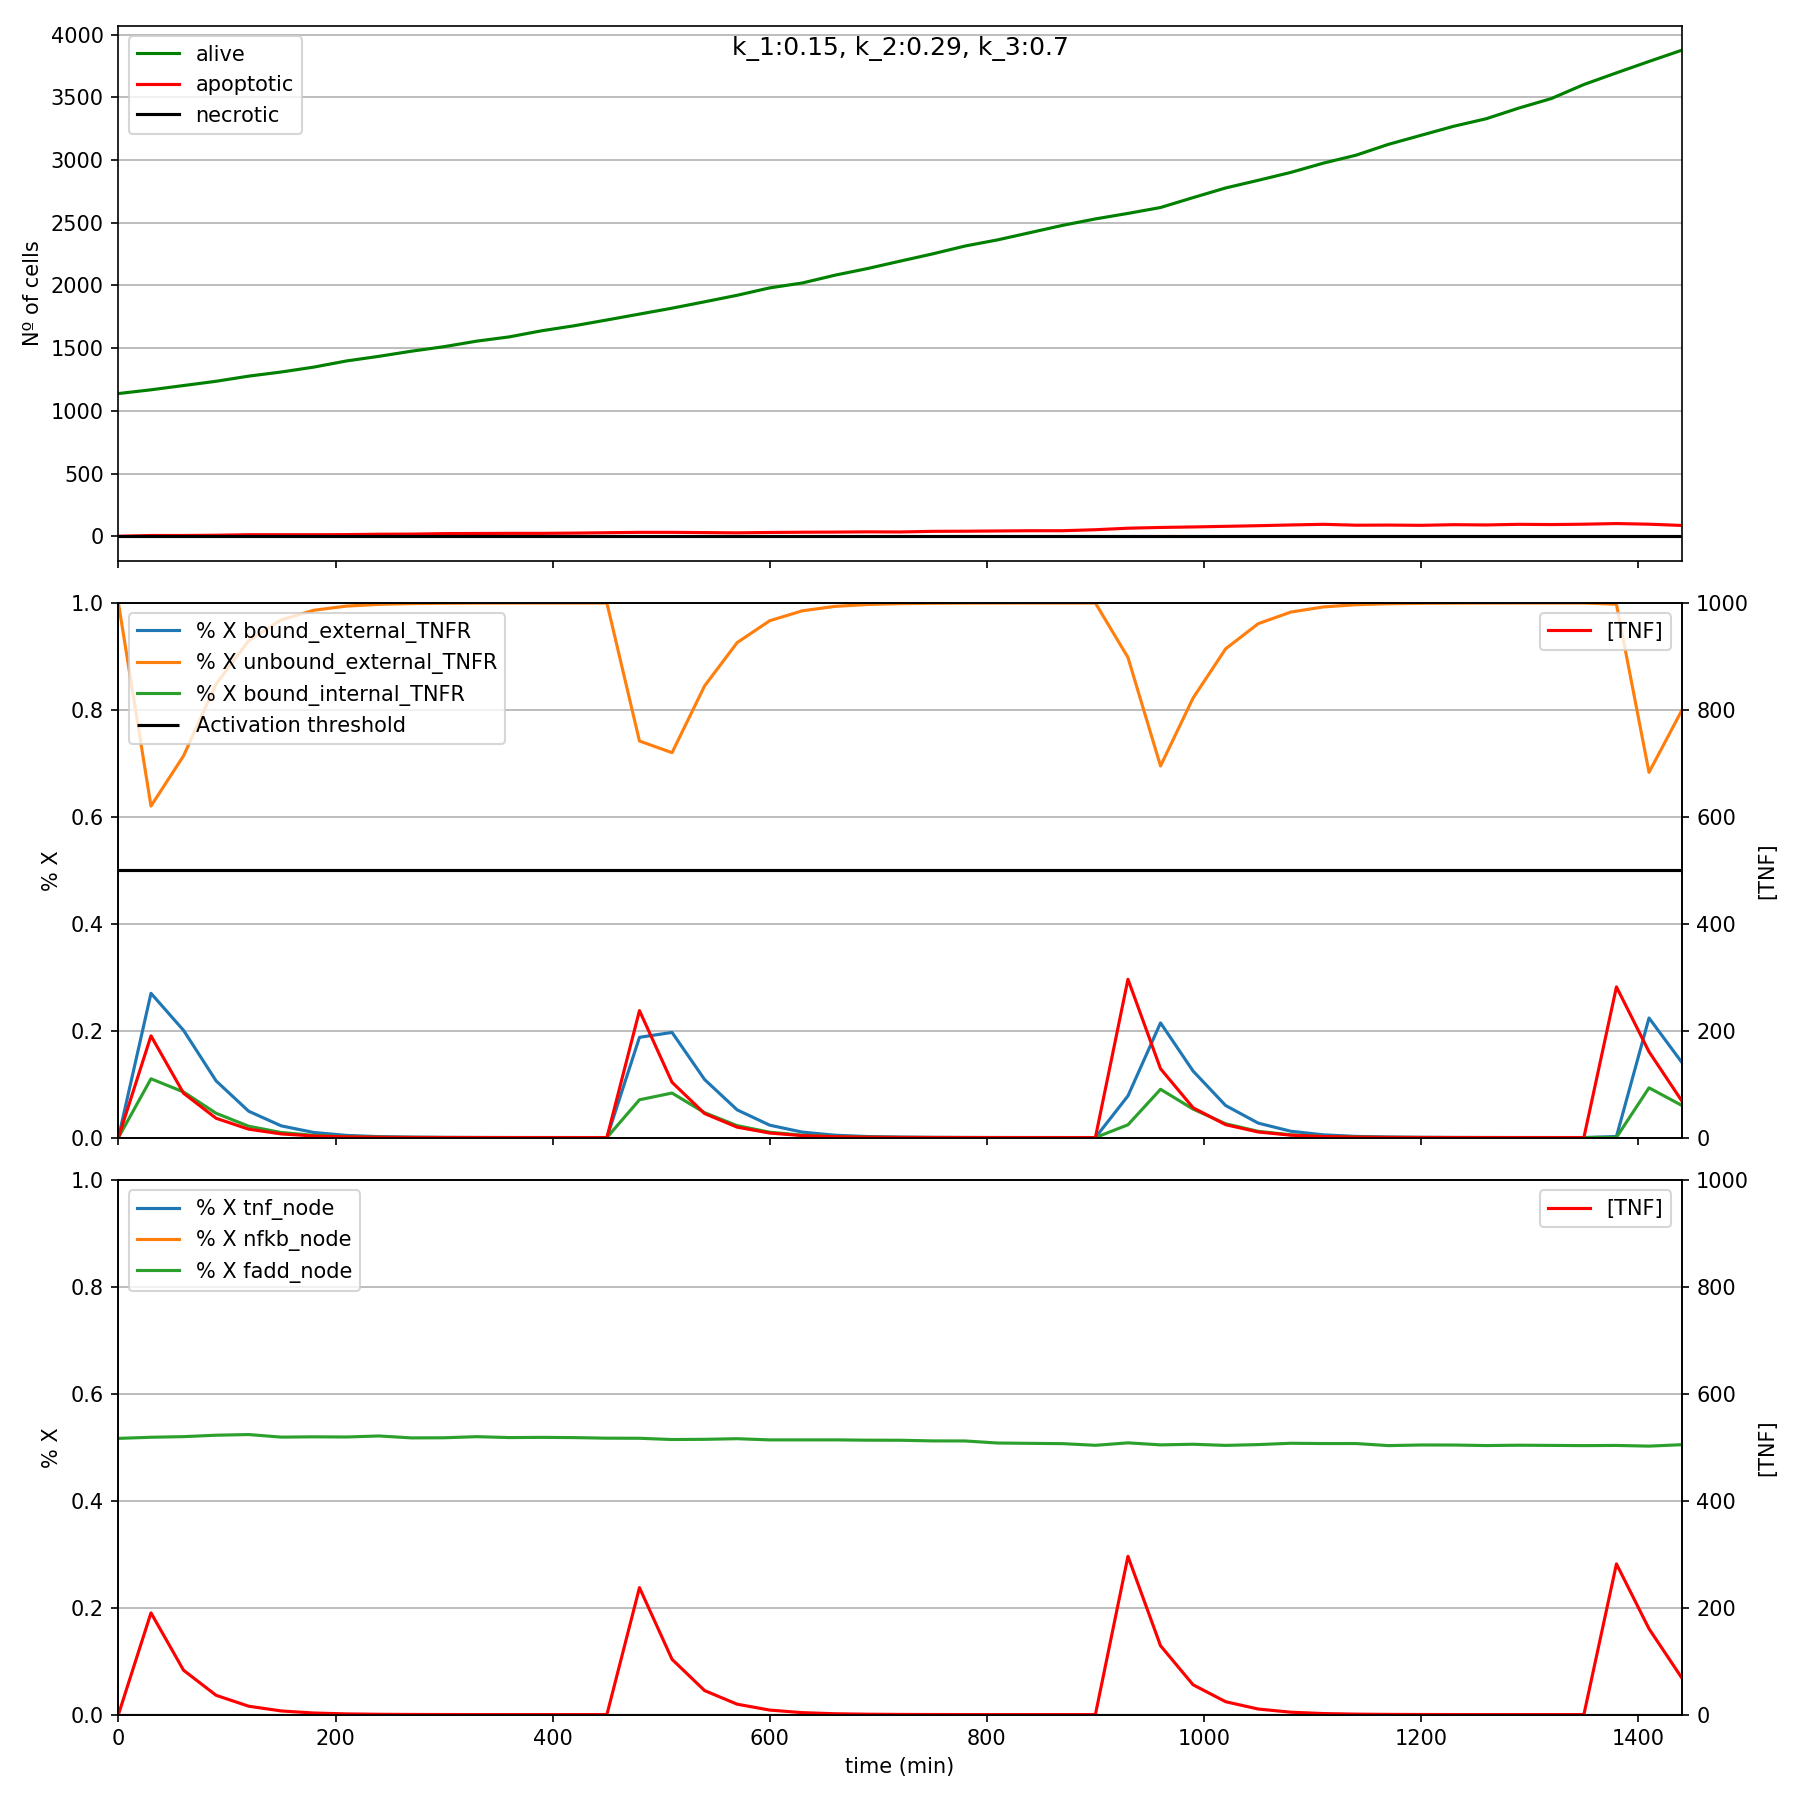 k_1:0.15, k_2:0.29, k_3:0.7
4000
3500
3000
2500
2000
1500
1000
500
0
Nº of cells
alive
apoptotic
necrotic
1.0
0.8
0.6
0.4
0.2
0.0
% X
% X bound_external_TNFR
% X unbound_external_TNFR
% X bound_internal_TNFR
Activation threshold
[TNF]
1000
800
600
400
200
0
[TNF]
1.0
0.8
0.6
0.4
0.2
0.0
% X
% X tnf_node
% X nfkb_node
% X fadd_node
[TNF]
1000
800
600
400
200
0
[TNF]
0 200 400 600 800 1000 1200 1400
time (min)